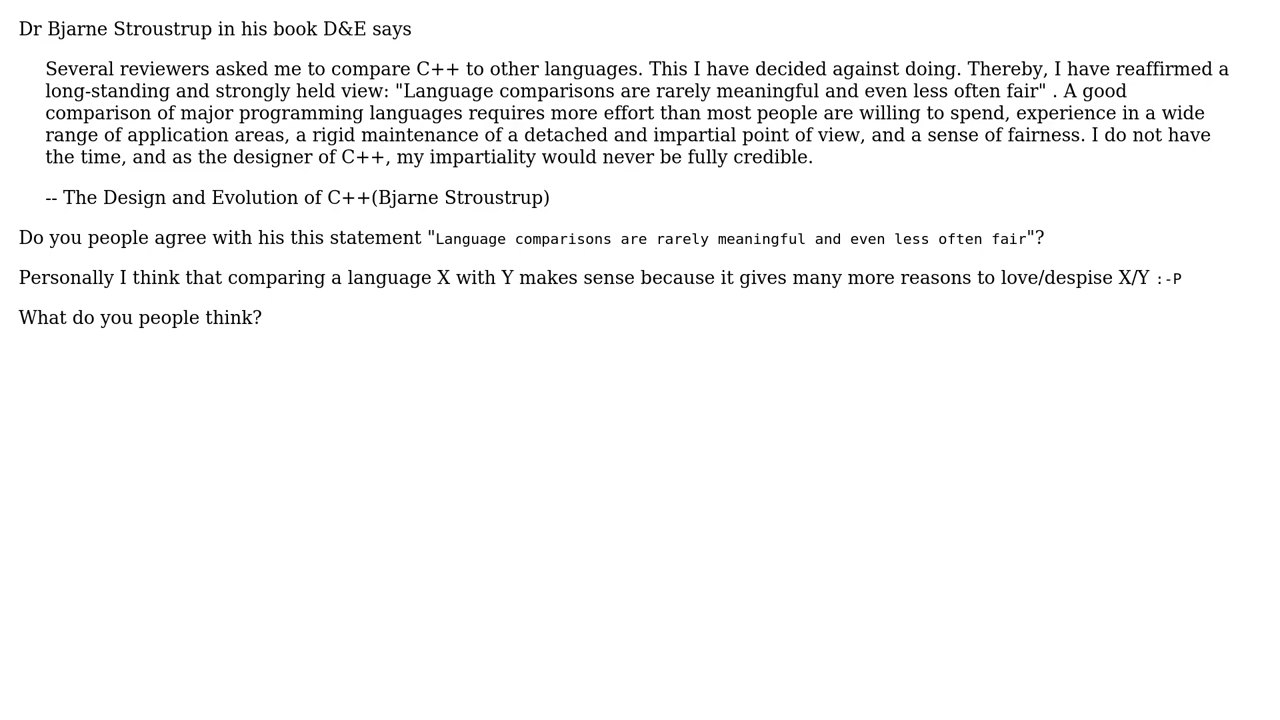 Dr Bjarne Stroustrup in his book D&E says
Several reviewers asked me to compare C++ to other languages. This I have decided against doing. Thereby, I have reaffirmed a
long-standing and strongly held view: "Language comparisons are rarely meaningful and even less often fair" . A good
comparison of major programming languages requires more effort than most people are willing to spend, experience in a wide
range of application areas, a rigid maintenance of a detached and impartial point of view, and a sense of fairness. I do not have
the time, and as the designer of C++, my impartiality would never be fully credible.
-- The Design and Evolution of C++(Bjarne Stroustrup)
Do you people agree with his this statement "Language comparisons are rarely meaningful and even less often fair"?
Personally I think that comparing a language X with Y makes sense because it gives many more reasons to love/despise X/Y :-P
What do you people think?